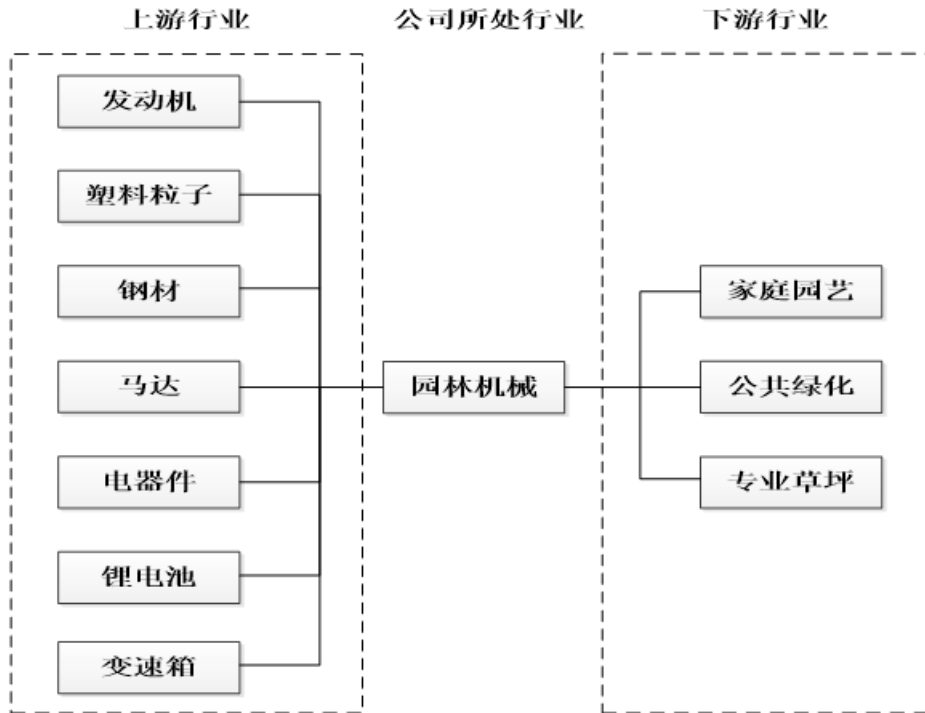 上游行业
公司所处行业
下游行业
发动机
塑料粒子
钢材
马达
电器件
锂电池
变速箱
园林机械
家庭园艺
公共绿化
专业草坪